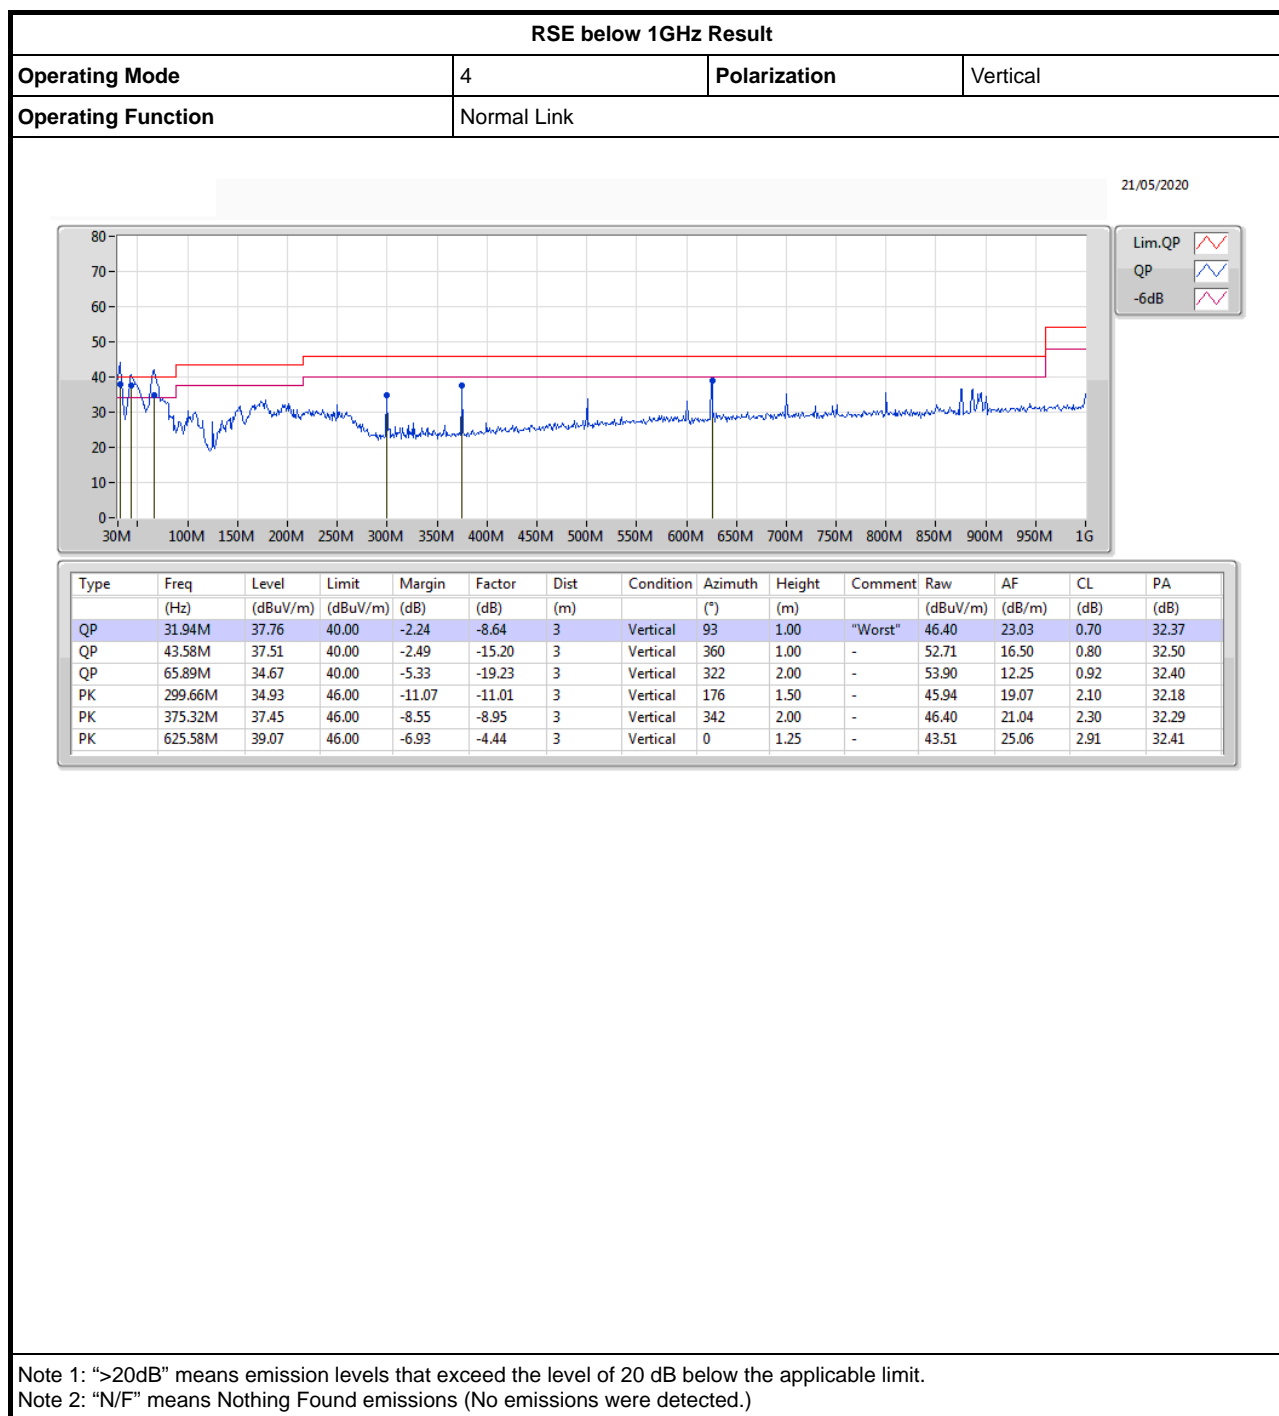 RSE below 1GHz Result
Operating Mode 4 Polarization Vertical
Operating Function Normal Link
21/05/2020
Lim.QP
QP
-6dB
80
70
60
50
40
30
20
10
0
30M 100M 150M 200M 250M 300M 350M 400M 450M 500M 550M 600M 650M 700M 750M 800M 850M 900M 950M 1G
Type Freq Level Limit Margin Factor Dist Condition Azimuth Height Comment Raw AF CL PA
(Hz) (dBuV/m) (dBuV/m) (dB) (dB) (m) (°) (m) (dBuV/m) (dB/m) (dB) (dB)
QP 31.94M 37.76 40.00 -2.24 -8.64 3 Vertical 93 1.00 "Worst" 46.40 23.03 0.70 32.37
QP 43.58M 37.51 40.00 -2.49 -15.20 3 Vertical 360 1.00 - 52.71 16.50 0.80 32.50
QP 65.89M 34.67 40.00 -5.33 -19.23 3 Vertical 322 2.00 - 53.90 12.25 0.92 32.40
PK 299.66M 34.93 46.00 -11.07 -11.01 3 Vertical 176 1.50 - 45.94 19.07 2.10 32.18
PK 375.32M 37.45 46.00 -8.55 -8.95 3 Vertical 342 2.00 - 46.40 21.04 2.30 32.29
PK 625.58M 39.07 46.00 -6.93 -4.44 3 Vertical 0 1.25 - 43.51 25.06 2.91 32.41
Note 1: “>20dB” means emission levels that exceed the level of 20 dB below the applicable limit.
Note 2: “N/F” means Nothing Found emissions (No emissions were detected.)